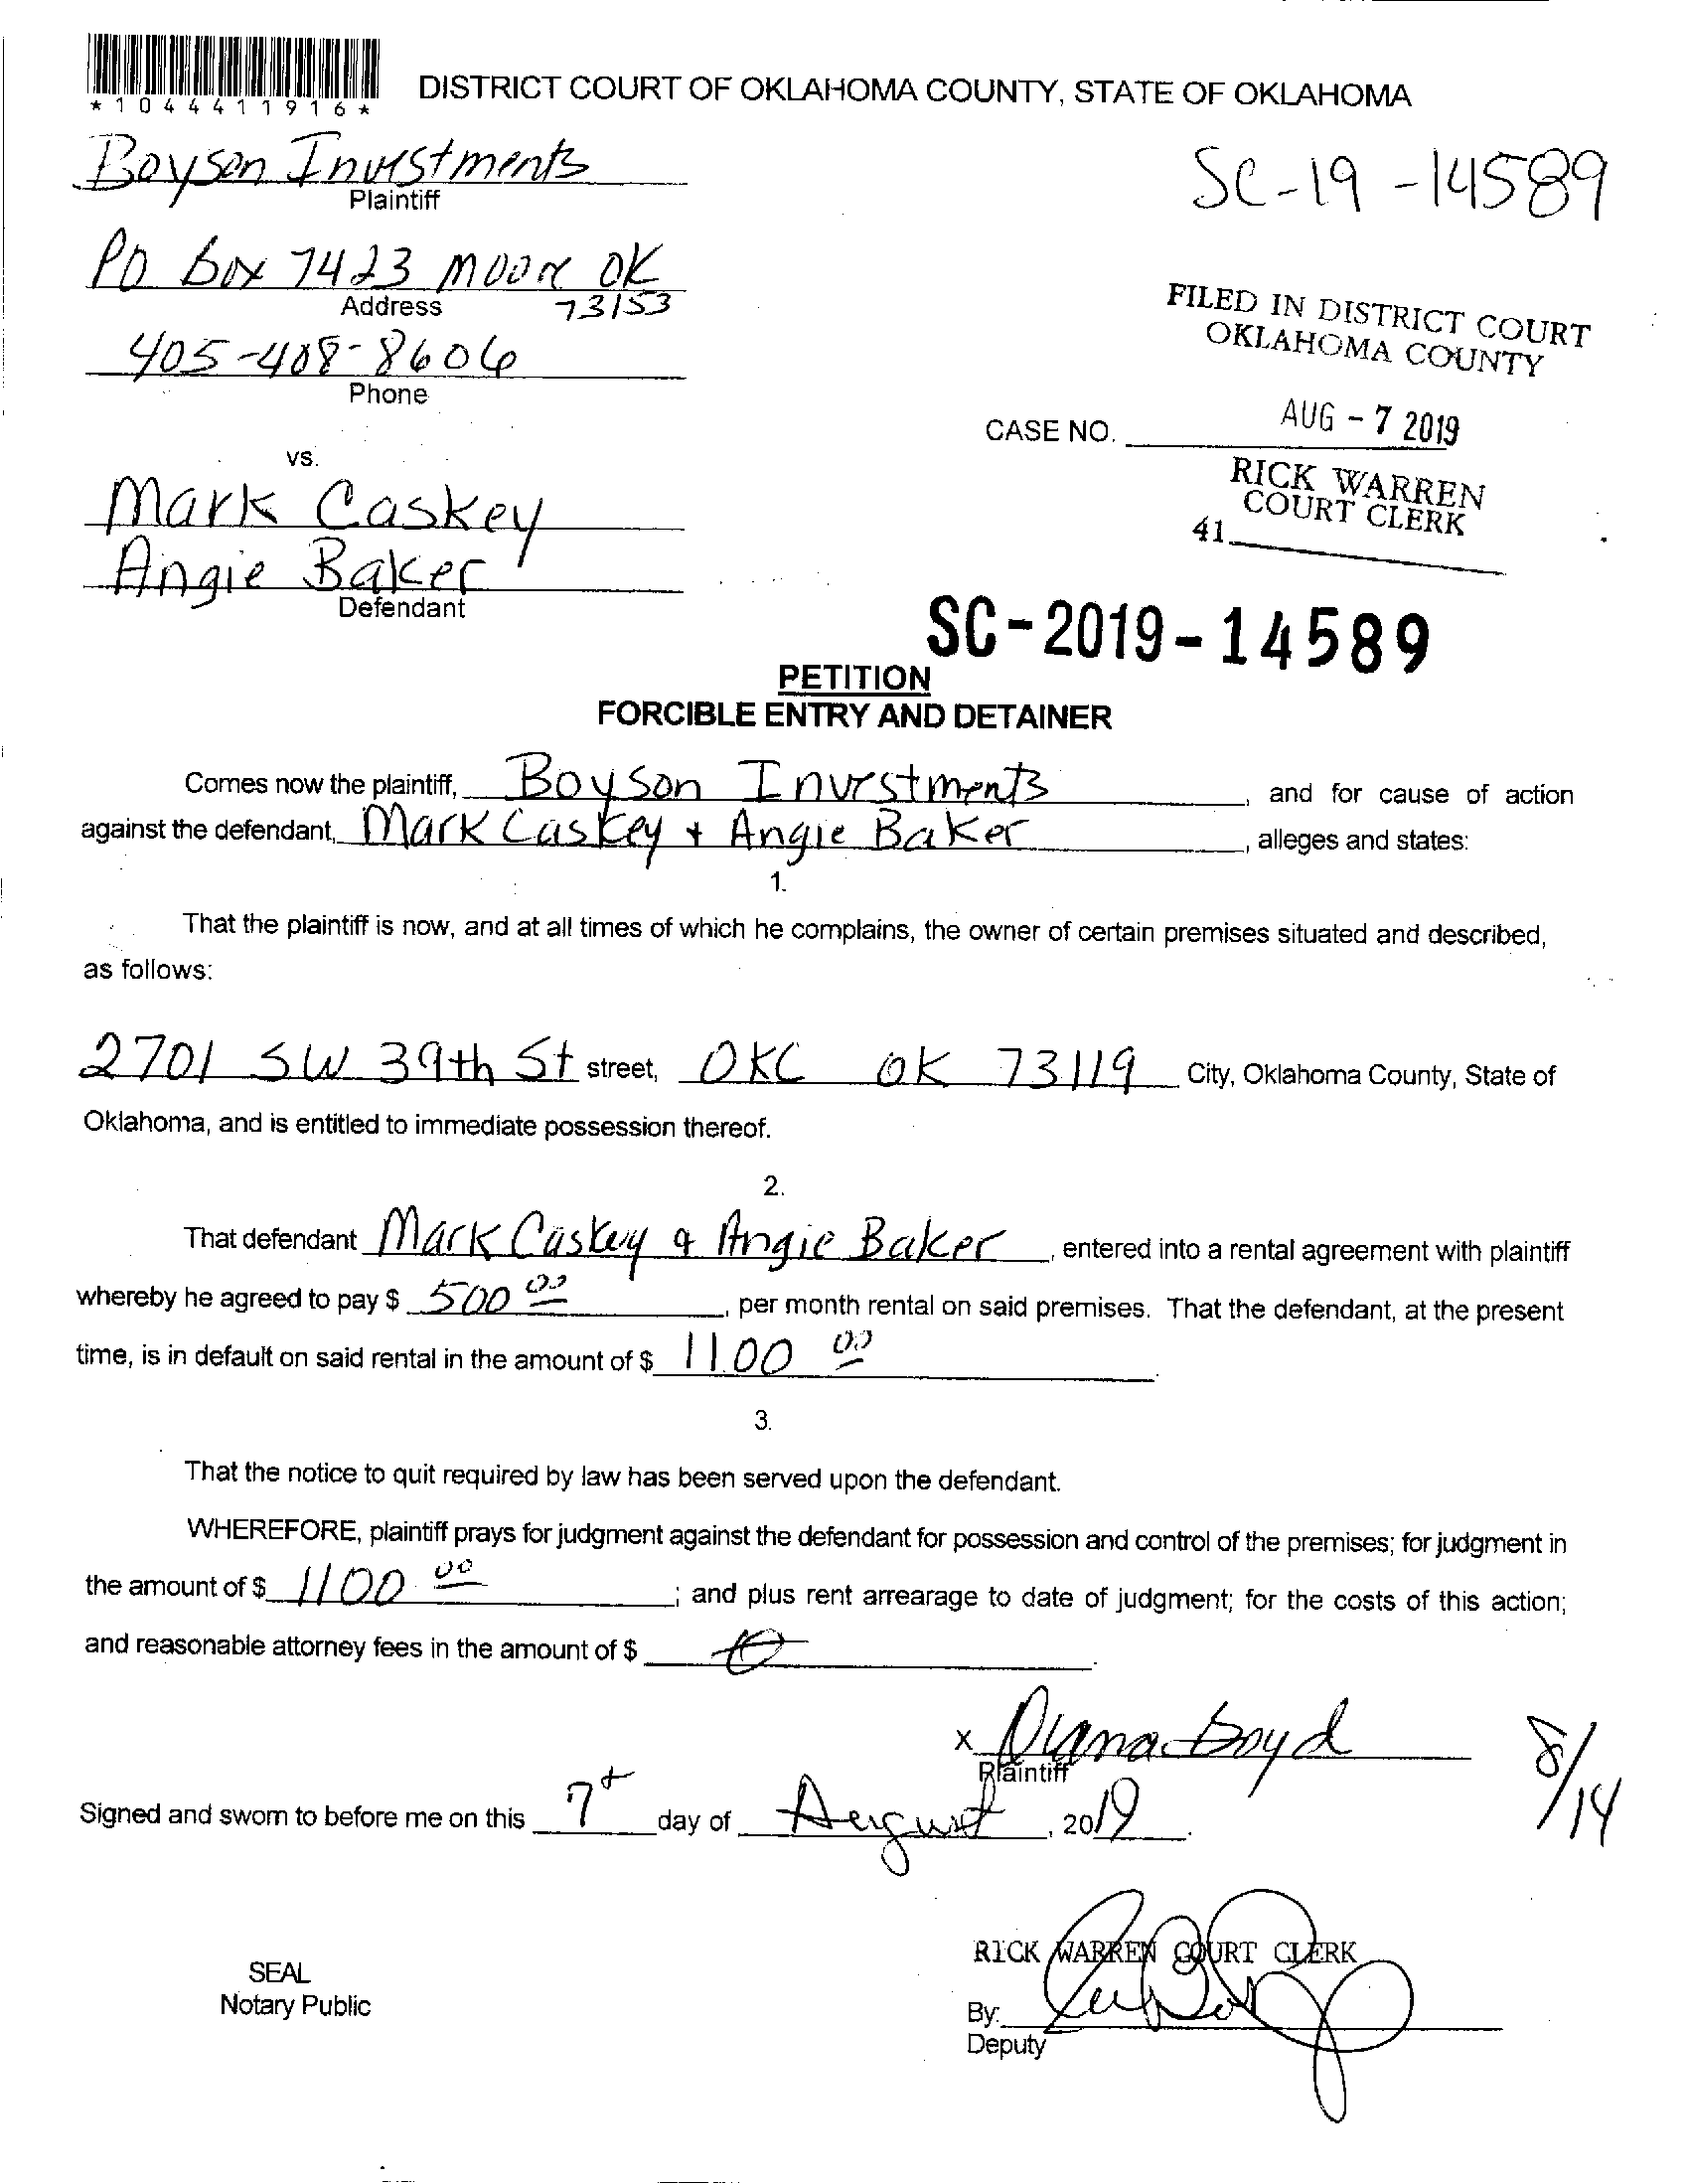 DISTRICT COURT OF OKLAHOMA COUNTY, STATE OF OKLAHOMA
*1044411916*
Boyson Investments
Plaintiff
SC-19-14589
PO Box 7423 Moore OK
Address 73153
405-408-8606
Phone
FILED IN DISTRICT COURT
OKLAHOMA COUNTY
AUG - 7 2019
CASE NO.
RICK WARREN
COURT CLERK
41
vs.
Mark Caskey
Angie Baker
Defendant
SC-2019-14589
PETITION
FORCIBLE ENTRY AND DETAINER
Comes now the plaintiff, Boyson Investments, and for cause of action
against the defendant, Mark Caskey + Angie Baker, alleges and states:
1.
That the plaintiff is now, and at all times of which he complains, the owner of certain premises situated and described,
as follows:
2701 SW 39th St street, OKC OK 73119 City, Oklahoma County, State of
Oklahoma, and is entitled to immediate possession thereof.
2.
That defendant Mark Caskey & Angie Baker, entered into a rental agreement with plaintiff
whereby he agreed to pay $ 500 00, per month rental on said premises. That the defendant, at the present
time, is in default on said rental in the amount of $ 1100 00.
3.
That the notice to quit required by law has been served upon the defendant.
WHEREFORE, plaintiff prays for judgment against the defendant for possession and control of the premises; for judgment in
the amount of $ 1100 00; and plus rent arrearage to date of judgment; for the costs of this action;
and reasonable attorney fees in the amount of $ 0.
x Diana Boyd
Plaintiff
8/14
Signed and sworn to before me on this 7th day of August, 2019.
RICK WARREN COURT CLERK
SEAL
Notary Public
By:
Deputy